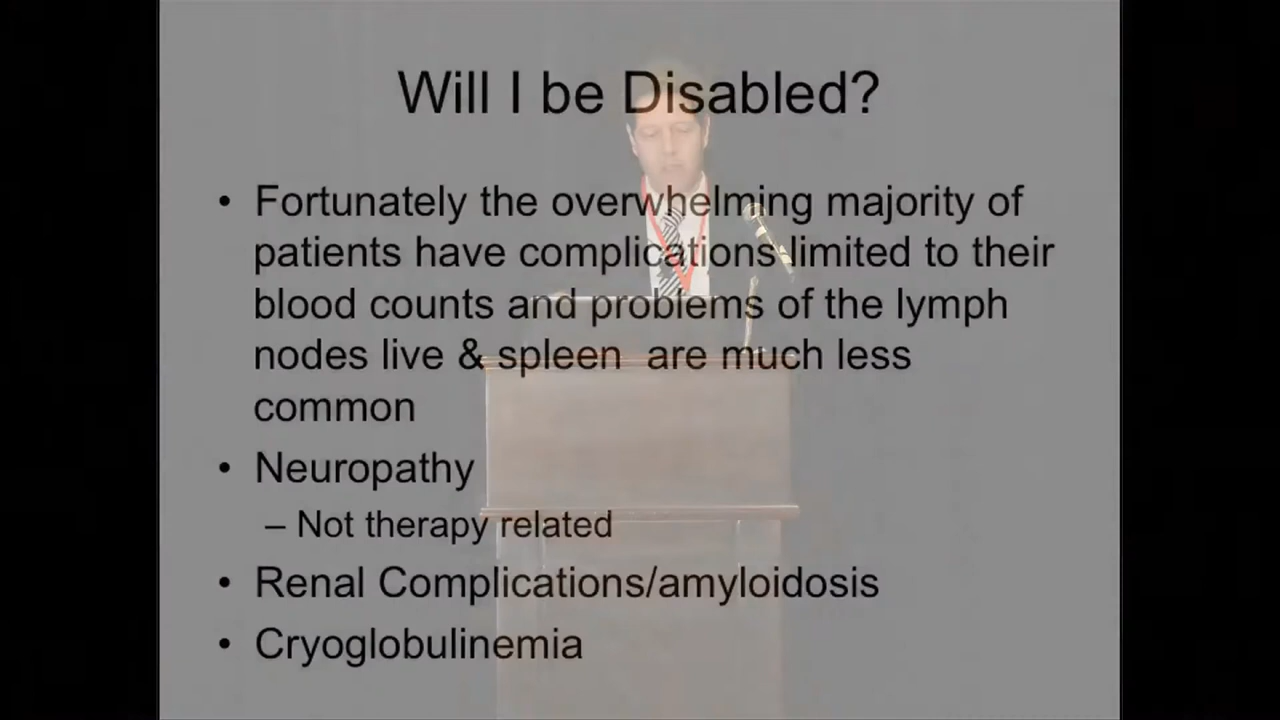 Will I be Disabled?
• Fortunately the overwhelming majority of
patients have complications limited to their
blood counts and problems of the lymph
nodes live & spleen are much less
common
• Neuropathy
– Not therapy related
• Renal Complications/amyloidosis
• Cryoglobulinemia